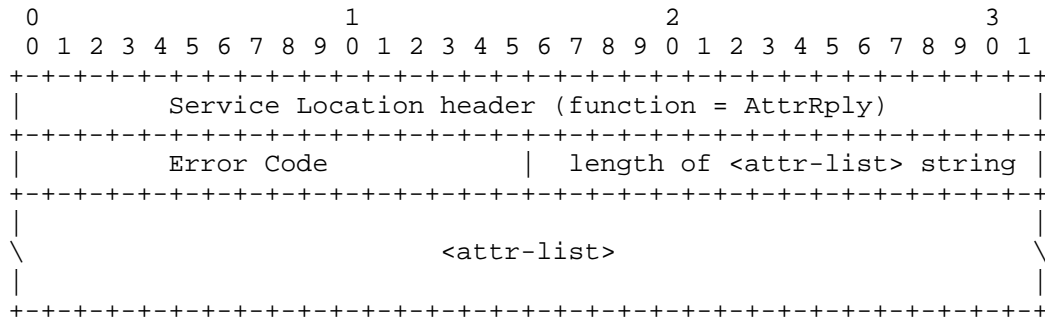 0                   1                   2                   3
 0 1 2 3 4 5 6 7 8 9 0 1 2 3 4 5 6 7 8 9 0 1 2 3 4 5 6 7 8 9 0 1
+-+-+-+-+-+-+-+-+-+-+-+-+-+-+-+-+-+-+-+-+-+-+-+-+-+-+-+-+-+-+-+-+
|         Service Location header (function = AttrRply)         |
+-+-+-+-+-+-+-+-+-+-+-+-+-+-+-+-+-+-+-+-+-+-+-+-+-+-+-+-+-+-+-+-+
|         Error Code            |  length of <attr-list> string |
+-+-+-+-+-+-+-+-+-+-+-+-+-+-+-+-+-+-+-+-+-+-+-+-+-+-+-+-+-+-+-+-+
|                                                               |
\                          <attr-list>                          \
|                                                               |
+-+-+-+-+-+-+-+-+-+-+-+-+-+-+-+-+-+-+-+-+-+-+-+-+-+-+-+-+-+-+-+-+